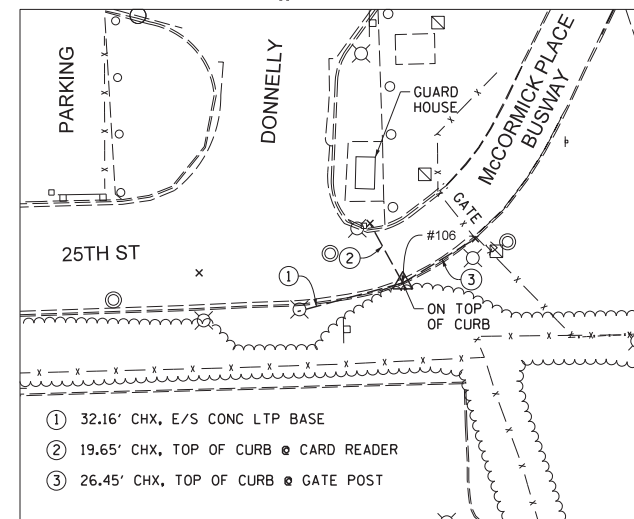 PARKING
DONNELLY
GUARD
HOUSE
McCORMICK PLACE
BUSWAY
GATE
25TH ST
#106
1
2
3
ON TOP
OF CURB
1 32.16' CHX, E/S CONC LTP BASE
2 19.65' CHX, TOP OF CURB @ CARD READER
3 26.45' CHX, TOP OF CURB @ GATE POST